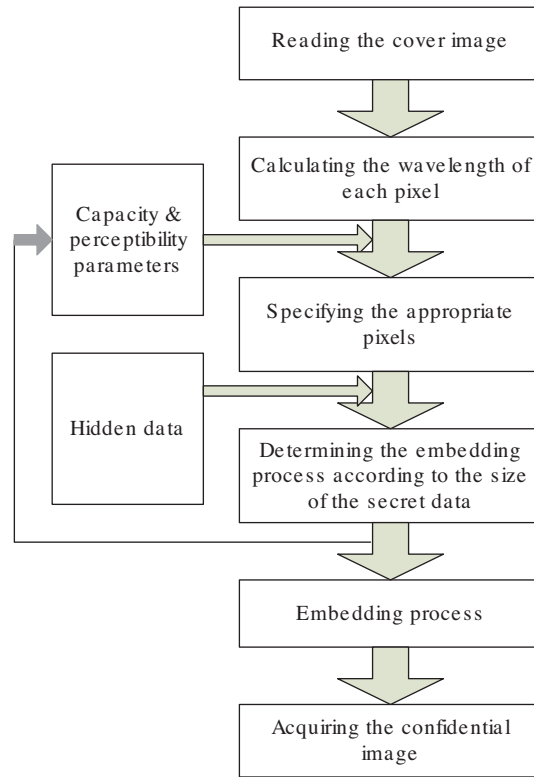 Reading the cover image
Calculating the wavelength of
each pixel
Capacity &
perceptibility
parameters
Specifying the appropriate
pixels
Hidden data
Determining the embedding
process according to the size
of the secret data
Embedding process
Acquiring the confidential
image